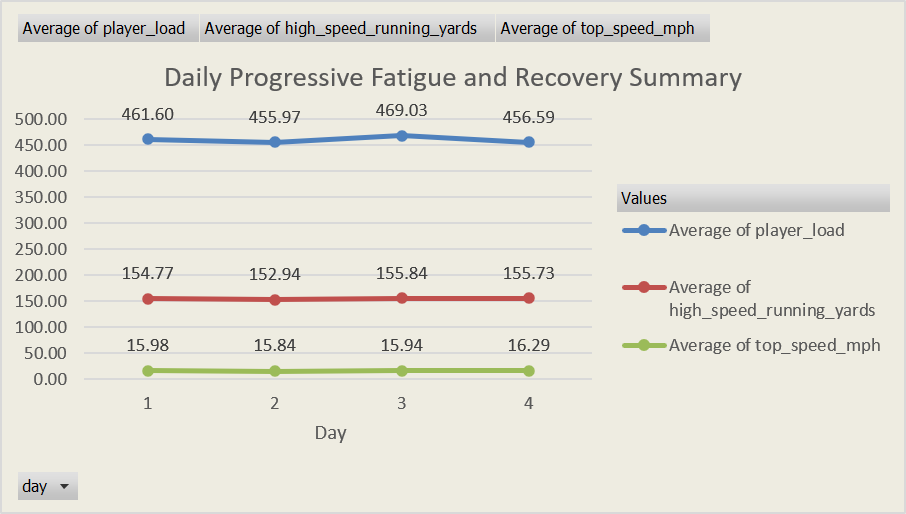 Average of player_load Average of high_speed_running_yards Average of top_speed_mph
Daily Progressive Fatigue and Recovery Summary
461.60 455.97 469.03 456.59
500.00
450.00
400.00
350.00
300.00
250.00
200.00
150.00
100.00
50.00
0.00
154.77 152.94 155.84 155.73
15.98 15.84 15.94 16.29
1 2 3 4
Day
Values
Average of player_load
Average of
high_speed_running_yards
Average of top_speed_mph
day